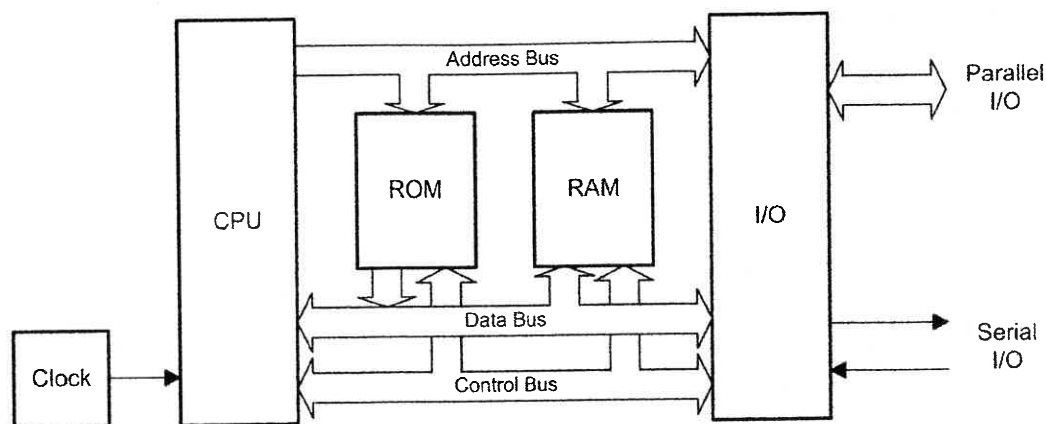 Address Bus
Parallel
I/O
ROM
RAM
CPU
I/O
Data Bus
Serial
I/O
Clock
Control Bus